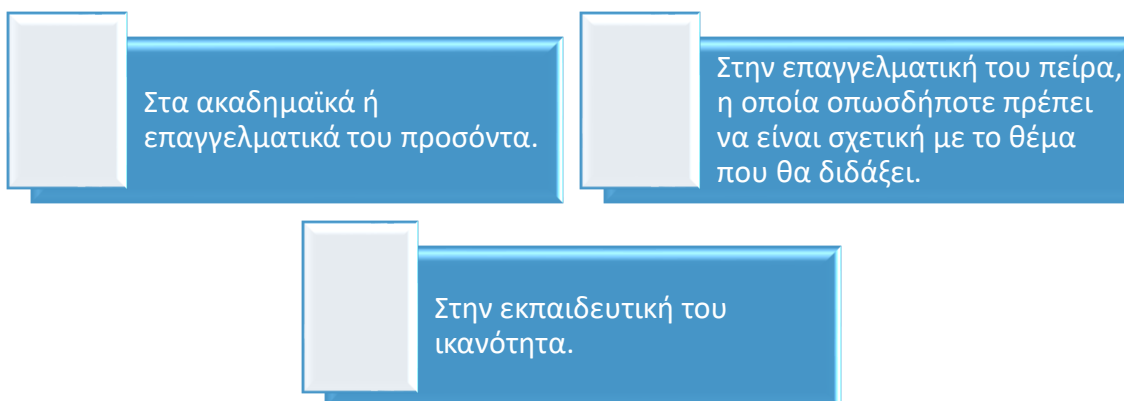 Στα ακαδημαϊκά ή
επαγγελματικά του προσόντα.
Στην επαγγελματική του πείρα,
η οποία οπωσδήποτε πρέπει
να είναι σχετική με το θέμα
που θα διδάξει.
Στην εκπαιδευτική του
ικανότητα.